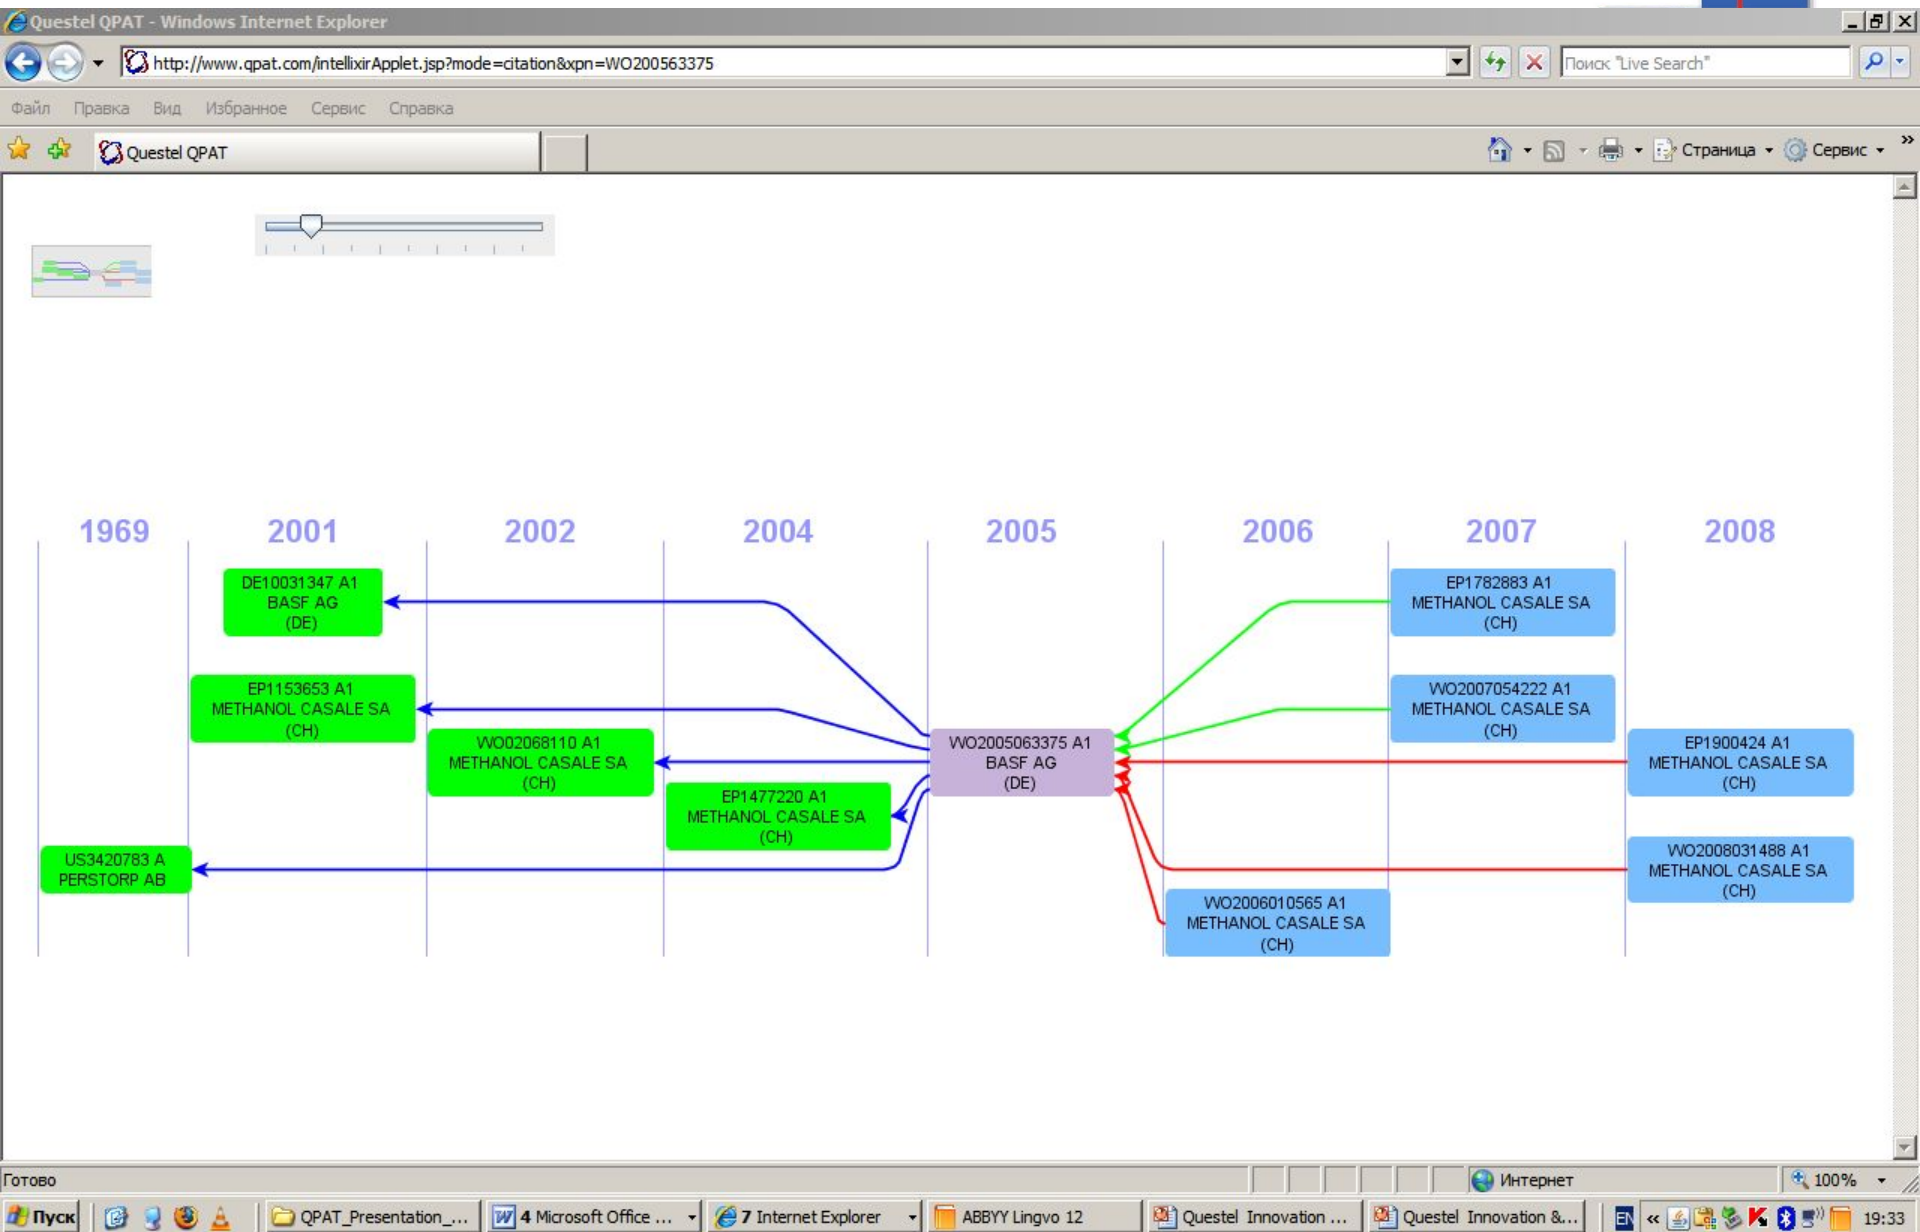 Questel QPAT - Windows Internet Explorer
http://www.qpat.com/intellixirApplet.jsp?mode=citation&xpn=WO200563375
Поиск "Live Search"
Файл Правка Вид Избранное Сервис Справка
Questel QPAT
Страница
Сервис
1969 2001 2002 2004 2005 2006 2007 2008
DE10031347 A1
BASF AG
(DE)
EP1782883 A1
METHANOL CASALE SA
(CH)
EP1153653 A1
METHANOL CASALE SA
(CH)
WO2007054222 A1
METHANOL CASALE SA
(CH)
WO02068110 A1
METHANOL CASALE SA
(CH)
WO2005063375 A1
BASF AG
(DE)
EP1900424 A1
METHANOL CASALE SA
(CH)
EP1477220 A1
METHANOL CASALE SA
(CH)
US3420783 A
PERSTORP AB
WO2008031488 A1
METHANOL CASALE SA
(CH)
WO2006010565 A1
METHANOL CASALE SA
(CH)
Готово
Интернет
100%
Пуск
QPAT_Presentation_...
4 Microsoft Office ...
7 Internet Explorer
ABBYY Lingvo 12
Questel Innovation ...
Questel Innovation &...
EN
19:33